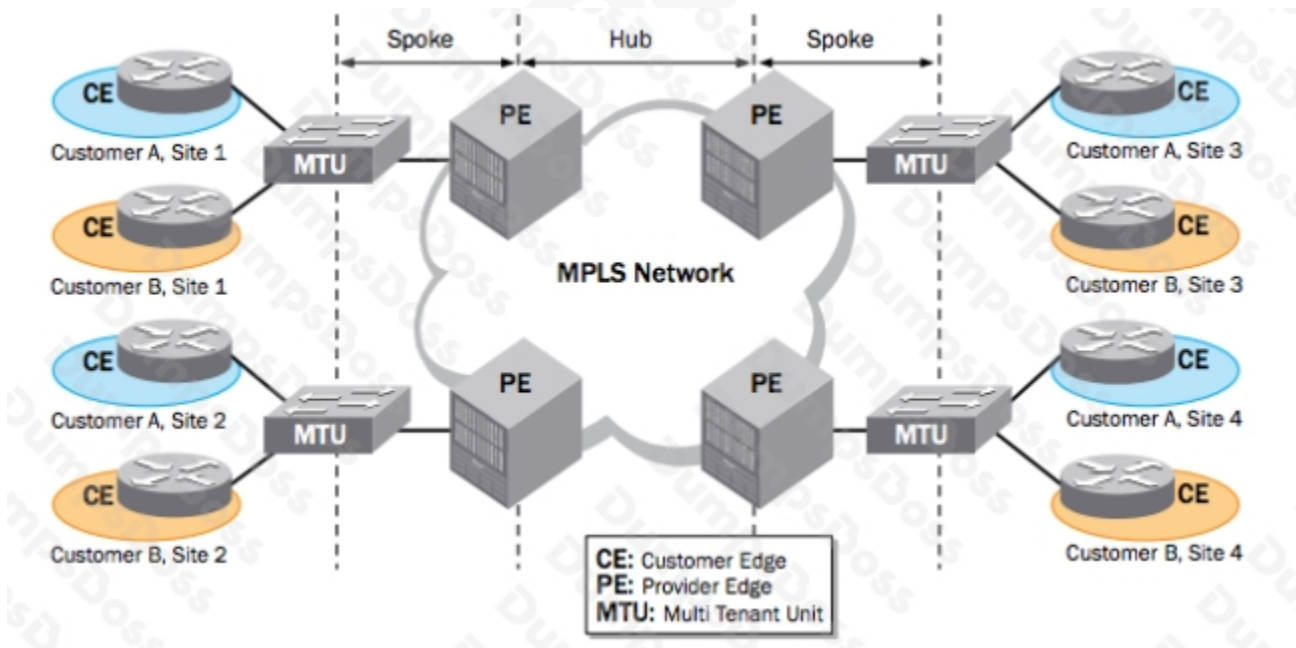 Spoke Hub Spoke
CE PE PE CE
Customer A, Site 1 MTU MTU Customer A, Site 3
CE CE
Customer B, Site 1 MPLS Network Customer B, Site 3
CE CE
Customer A, Site 2 PE PE Customer A, Site 4
MTU MTU
CE CE
Customer B, Site 2 Customer B, Site 4
CE: Customer Edge
PE: Provider Edge
MTU: Multi Tenant Unit
DumpsDoss